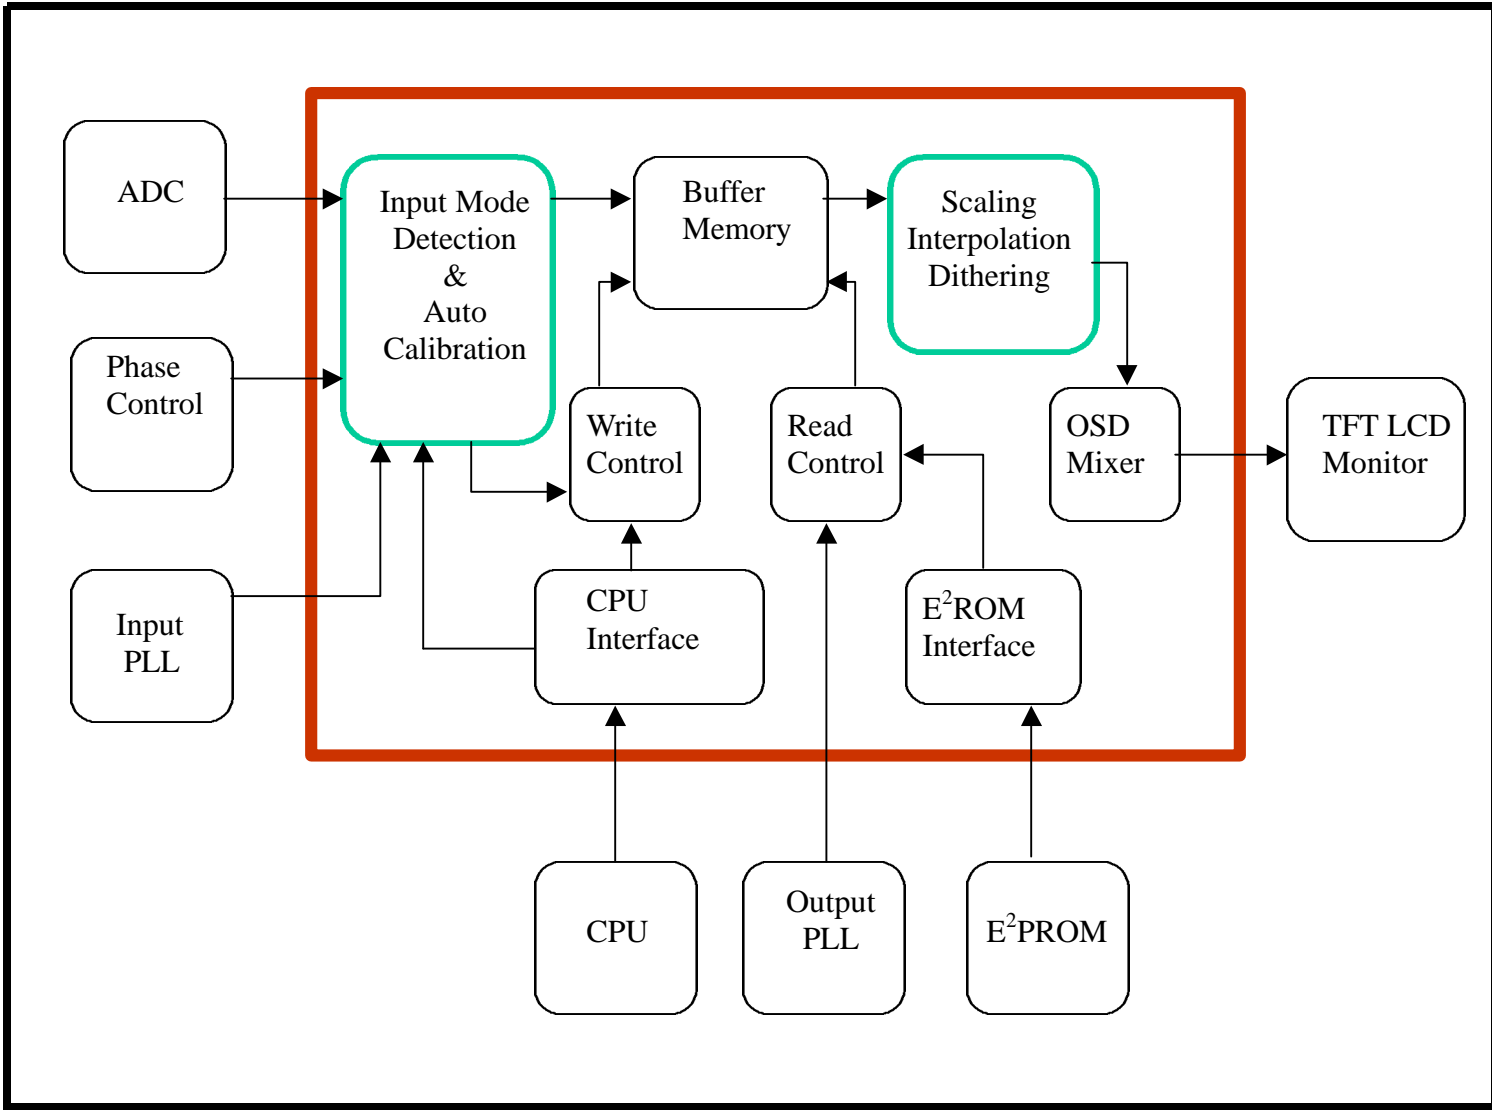 ADC
Input Mode
Detection
&
Auto
Calibration
Buffer
Memory
Scaling
Interpolation
Dithering
Phase
Control
Write
Control
Read
Control
OSD
Mixer
TFT LCD
Monitor
Input
PLL
CPU
Interface
E²ROM
Interface
CPU
Output
PLL
E²PROM